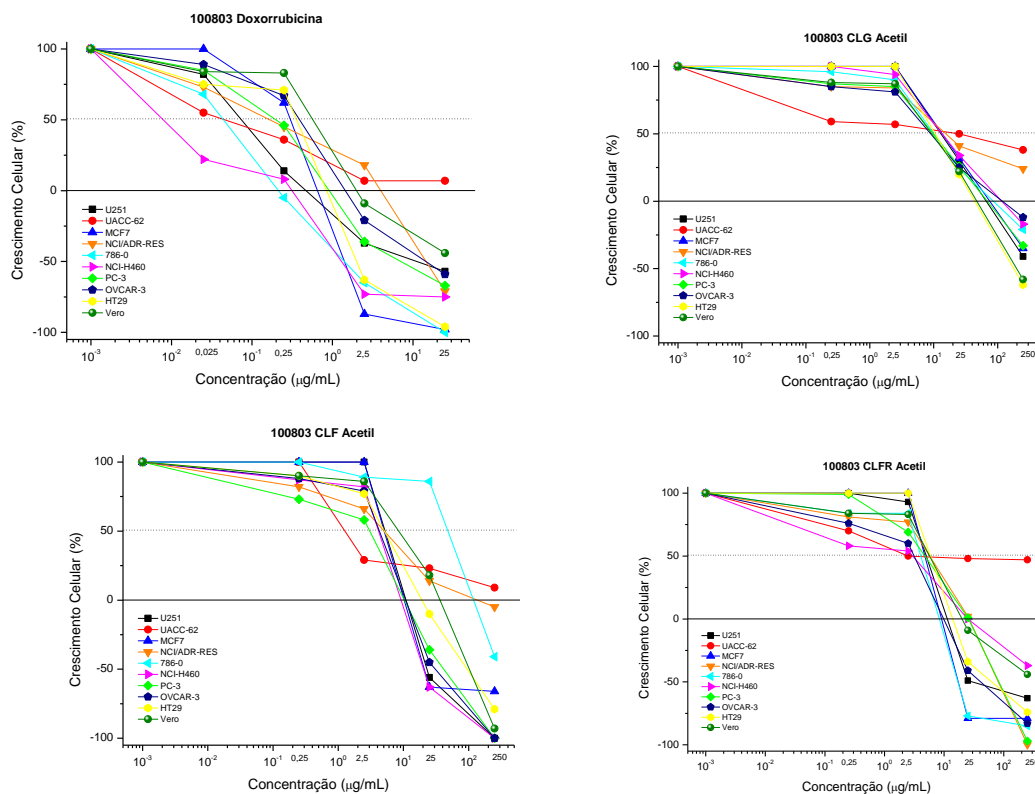 100803 Doxorrubicina
Crescimento Celular (%)
100
50
0
-50
-100
U251
UACC-62
MCF7
NCI/ADR-RES
786-0
NCI-H460
PC-3
OVCAR-3
HT29
Vero
10⁻³ 10⁻² 0,025 10⁻¹ 0,25 10⁰ 2,5 10¹ 25
Concentração (µg/mL)
100803 CLG Acetil
Crescimento Celular (%)
100
50
0
-50
-100
U251
UACC-62
MCF7
NCI/ADR-RES
786-0
NCI-H460
PC-3
OVCAR-3
HT29
Vero
10⁻³ 10⁻² 10⁻¹ 0,25 10⁰ 2,5 10¹ 25 10² 250
Concentração (µg/mL)
100803 CLF Acetil
Crescimento Celular (%)
100
50
0
-50
-100
U251
UACC-62
MCF7
NCI/ADR-RES
786-0
NCI-H460
PC-3
OVCAR-3
HT29
Vero
10⁻³ 10⁻² 10⁻¹ 0,25 10⁰ 2,5 10¹ 25 10² 250
Concentração (µg/mL)
100803 CLFR Acetil
Crescimento Celular (%)
100
50
0
-50
-100
U251
UACC-62
MCF7
NCI/ADR-RES
786-0
NCI-H460
PC-3
OVCAR-3
HT29
Vero
10⁻³ 10⁻² 10⁻¹ 0,25 10⁰ 2,5 10¹ 25 10² 250
Concentração (µg/mL)